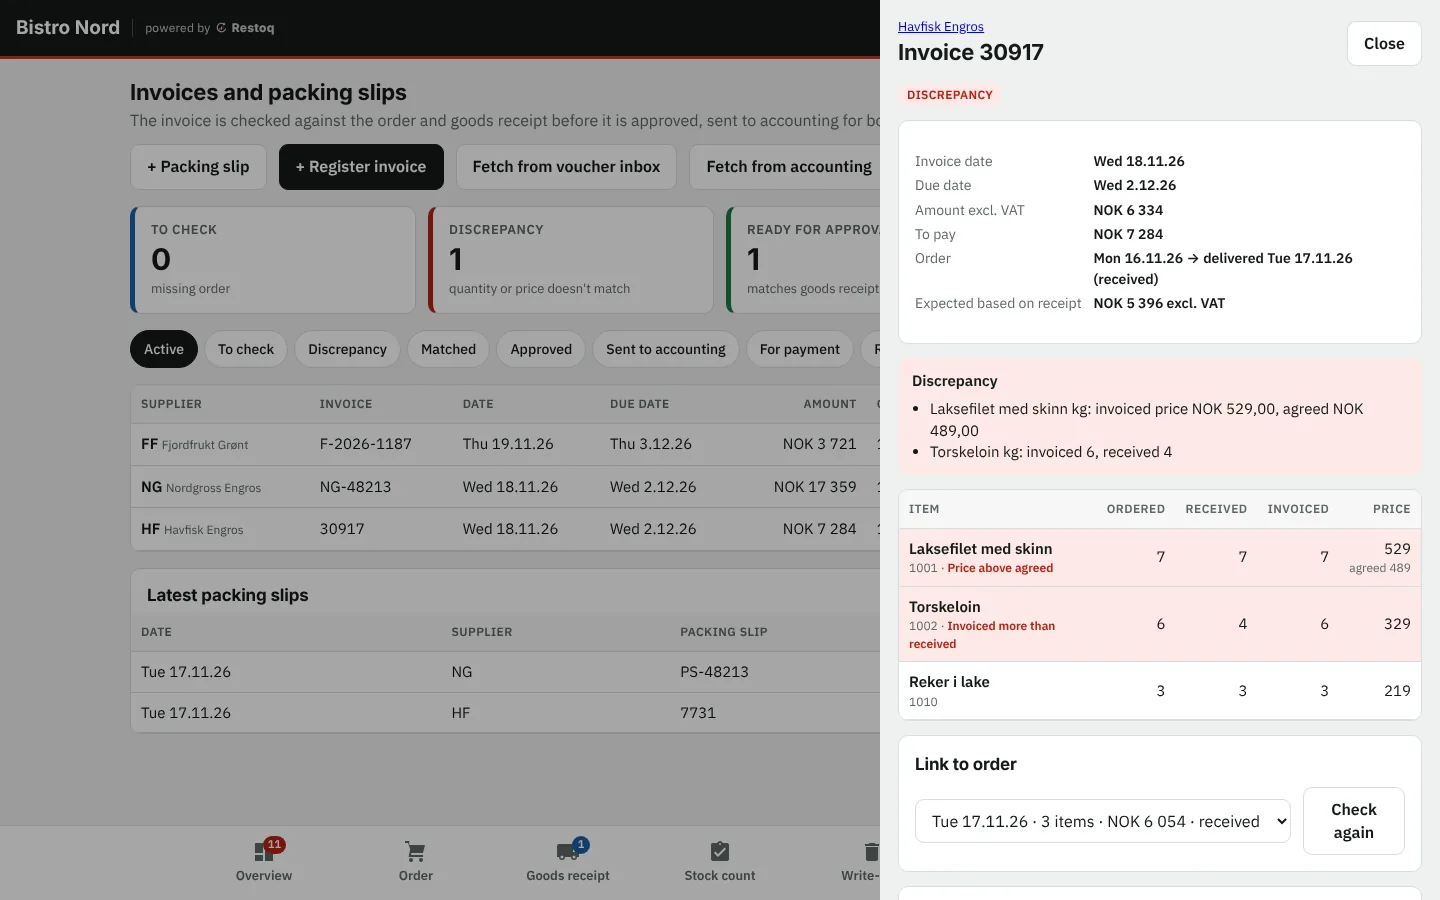 Bistro Nord
powered by Restoq
Invoices and packing slips
The invoice is checked against the order and goods receipt before it is approved, sent to accounting for
+ Packing slip
+ Register invoice
Fetch from voucher inbox
Fetch from accounting
TO CHECK
0
missing order
DISCREPANCY
1
quantity or price doesn't match
READY FOR
1
matches goods receipt
Active
To check
Discrepancy
Matched
Approved
Sent to accounting
For payment
SUPPLIER INVOICE DATE DUE DATE AMOUNT
FF Fjordfrukt Grønt F-2026-1187 Thu 19.11.26 Thu 3.12.26 NOK 3 721
NG Nordgross Engros NG-48213 Wed 18.11.26 Wed 2.12.26 NOK 17 359
HF Havfisk Engros 30917 Wed 18.11.26 Wed 2.12.26 NOK 7 284
Latest packing slips
DATE SUPPLIER PACKING SLIP
Tue 17.11.26 NG PS-48213
Tue 17.11.26 HF 7731
11
Overview
Order
1
Goods receipt
Stock count
Write-
Havfisk Engros
Invoice 30917
Close
DISCREPANCY
Invoice date Wed 18.11.26
Due date Wed 2.12.26
Amount excl. VAT NOK 6 334
To pay NOK 7 284
Order Mon 16.11.26 → delivered Tue 17.11.26
(received)
Expected based on receipt NOK 5 396 excl. VAT
Discrepancy
• Laksefilet med skinn kg: invoiced price NOK 529,00, agreed NOK
489,00
• Torskeloin kg: invoiced 6, received 4
ITEM ORDERED RECEIVED INVOICED PRICE
Laksefilet med skinn 7 7 7 529
1001 · Price above agreed agreed 489
Torskeloin 6 4 6 329
1002 · Invoiced more than
received
Reker i lake 3 3 3 219
1010
Link to order
Tue 17.11.26 · 3 items · NOK 6 054 · received
Check
again